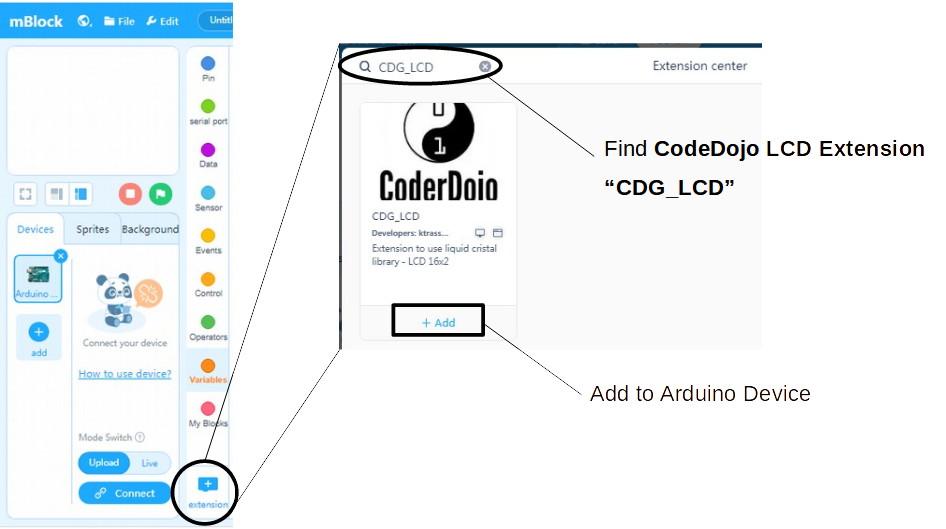 mBlock File Edit Untitl
Pin
serial port
Data
Sensor
Events
Control
Operators
Variables
My Blocks
extension
Devices Sprites Background
Arduino ...
add
Connect your device
How to use device?
Mode Switch ?
Upload Live
Connect
CDG_LCD
Extension center
U
1
CoderDojo
CDG_LCD
Developers: ktrass...
Extension to use liquid cristal
library - LCD 16x2
+ Add
Find CodeDojo LCD Extension
“CDG_LCD”
Add to Arduino Device